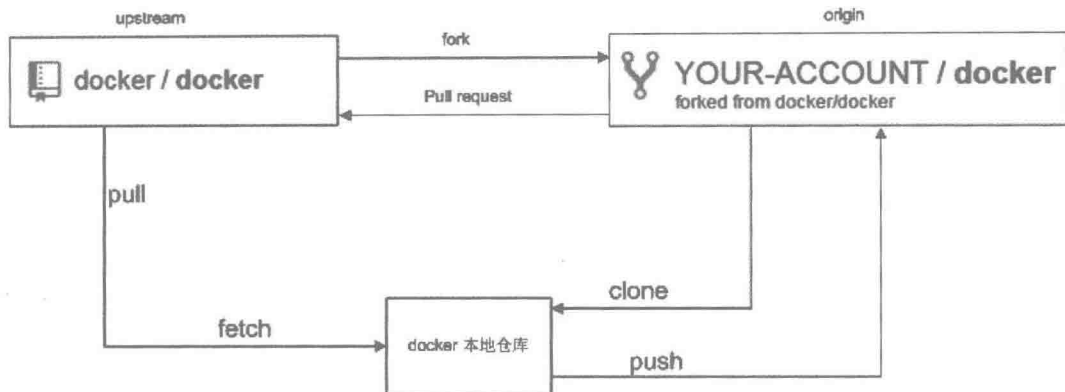 upstream
origin
docker / docker
fork
YOUR-ACCOUNT / docker
forked from docker/docker
Pull request
pull
clone
fetch
docker 本地仓库
push